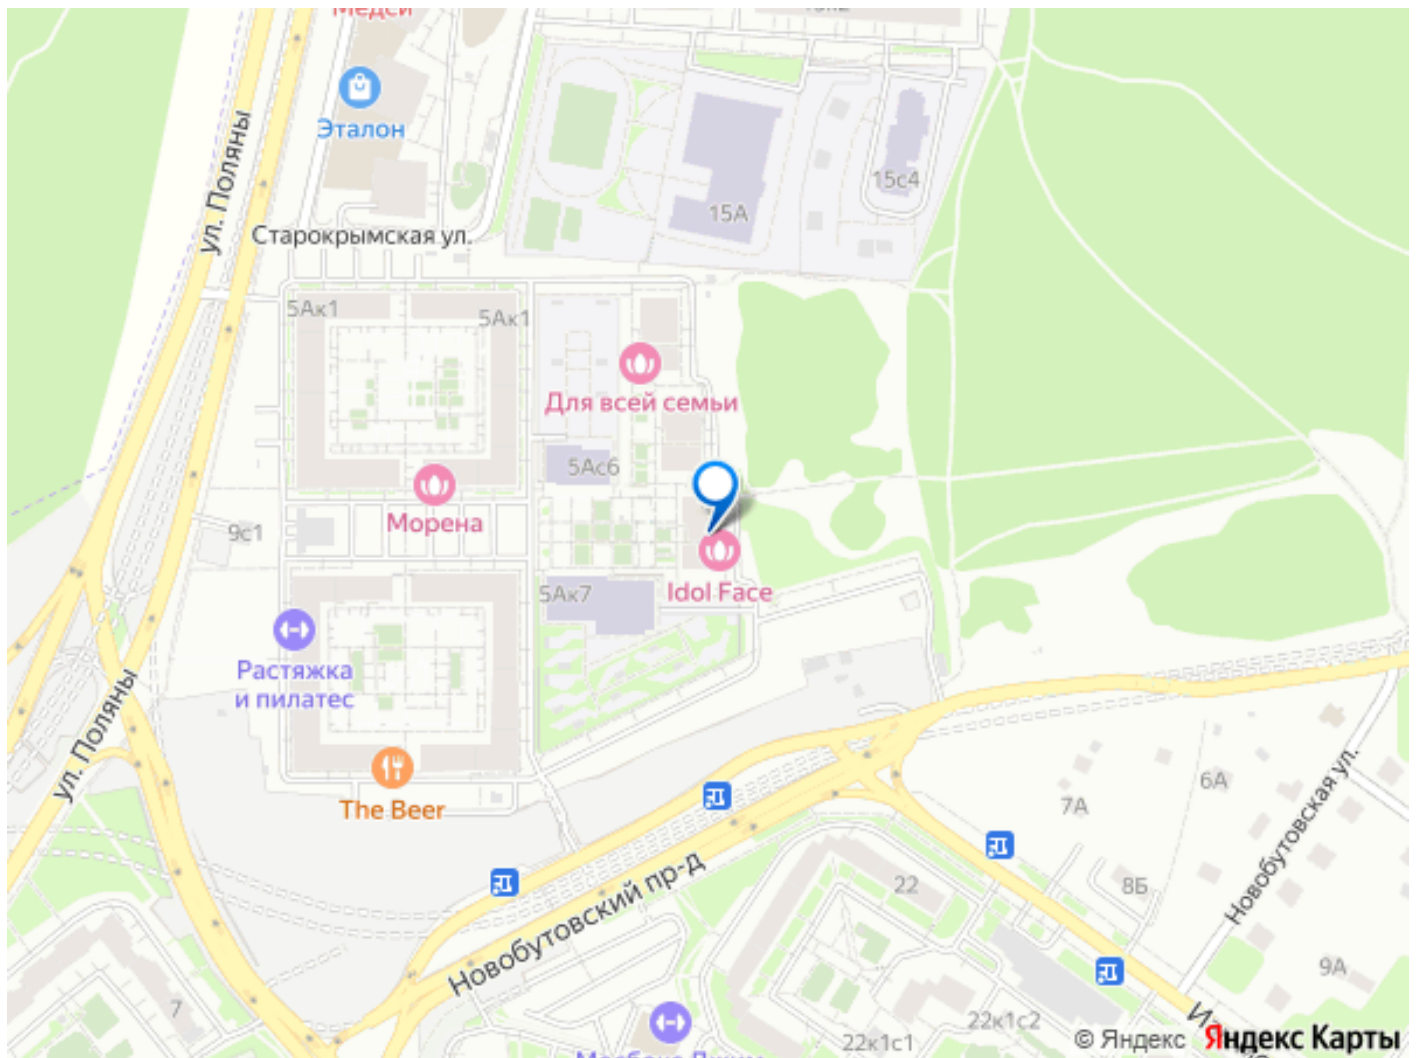 Медси
Эталон
ул. Поляны
Старокрымская ул.
15А
15с4
5Ак1
5Ак1
Для всей семьи
5Ас6
Морена
9с1
Idol Face
5Ак7
Растяжка
и пилатес
ул. Поляны
The Beer
Новобутовский пр-д
Новобутовская ул.
6А
7А
8Б
9А
22
7
22к1с2
22к1с1
© Яндекс Яндекс Карты